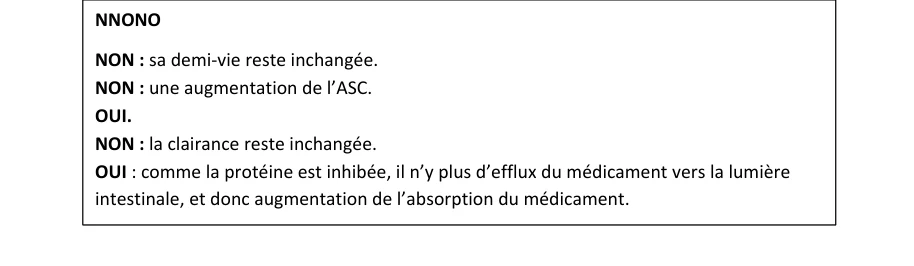 NNONO
NON : sa demi-vie reste inchangée.
NON : une augmentation de l’ASC.
OUI.
NON : la clairance reste inchangée.
OUI : comme la protéine est inhibée, il n’y plus d’efflux du médicament vers la lumière
intestinale, et donc augmentation de l’absorption du médicament.